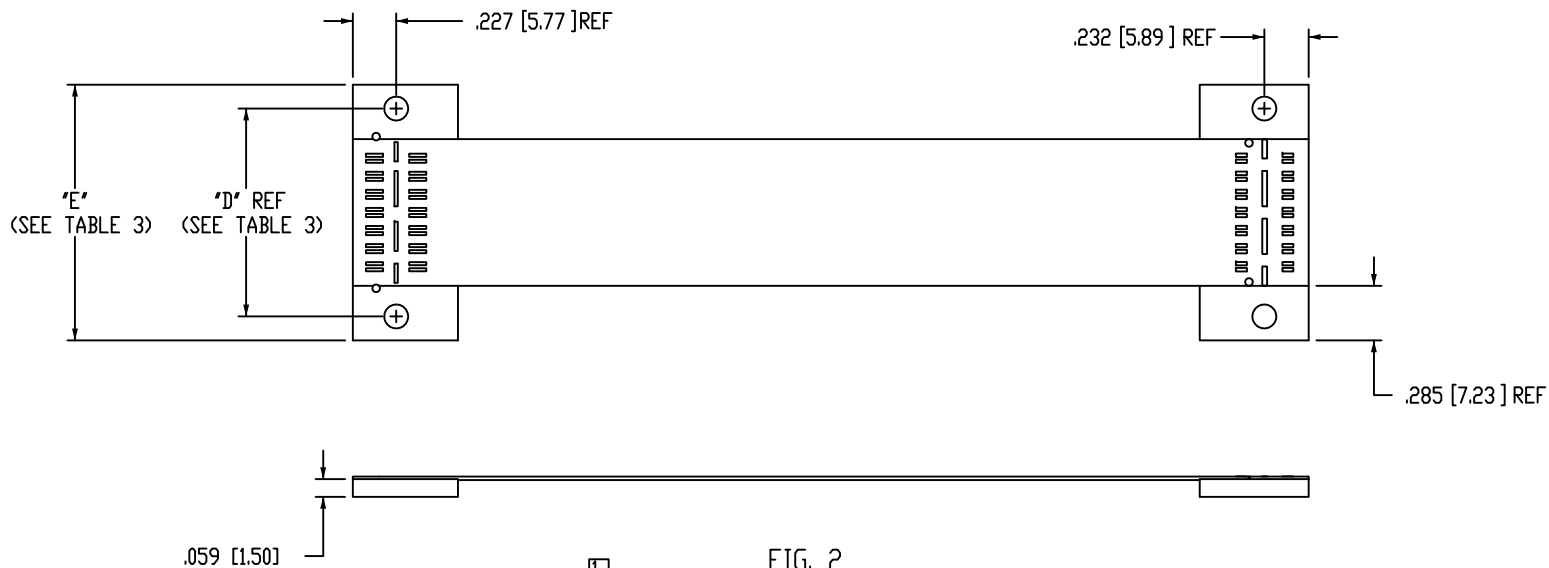 .227 [5.77 ]REF
.232 [5.89 ] REF
"E"
(SEE TABLE 3)
"D" REF
(SEE TABLE 3)
.285 [7.23 ] REF
.059 [1.50]
FIG. 2